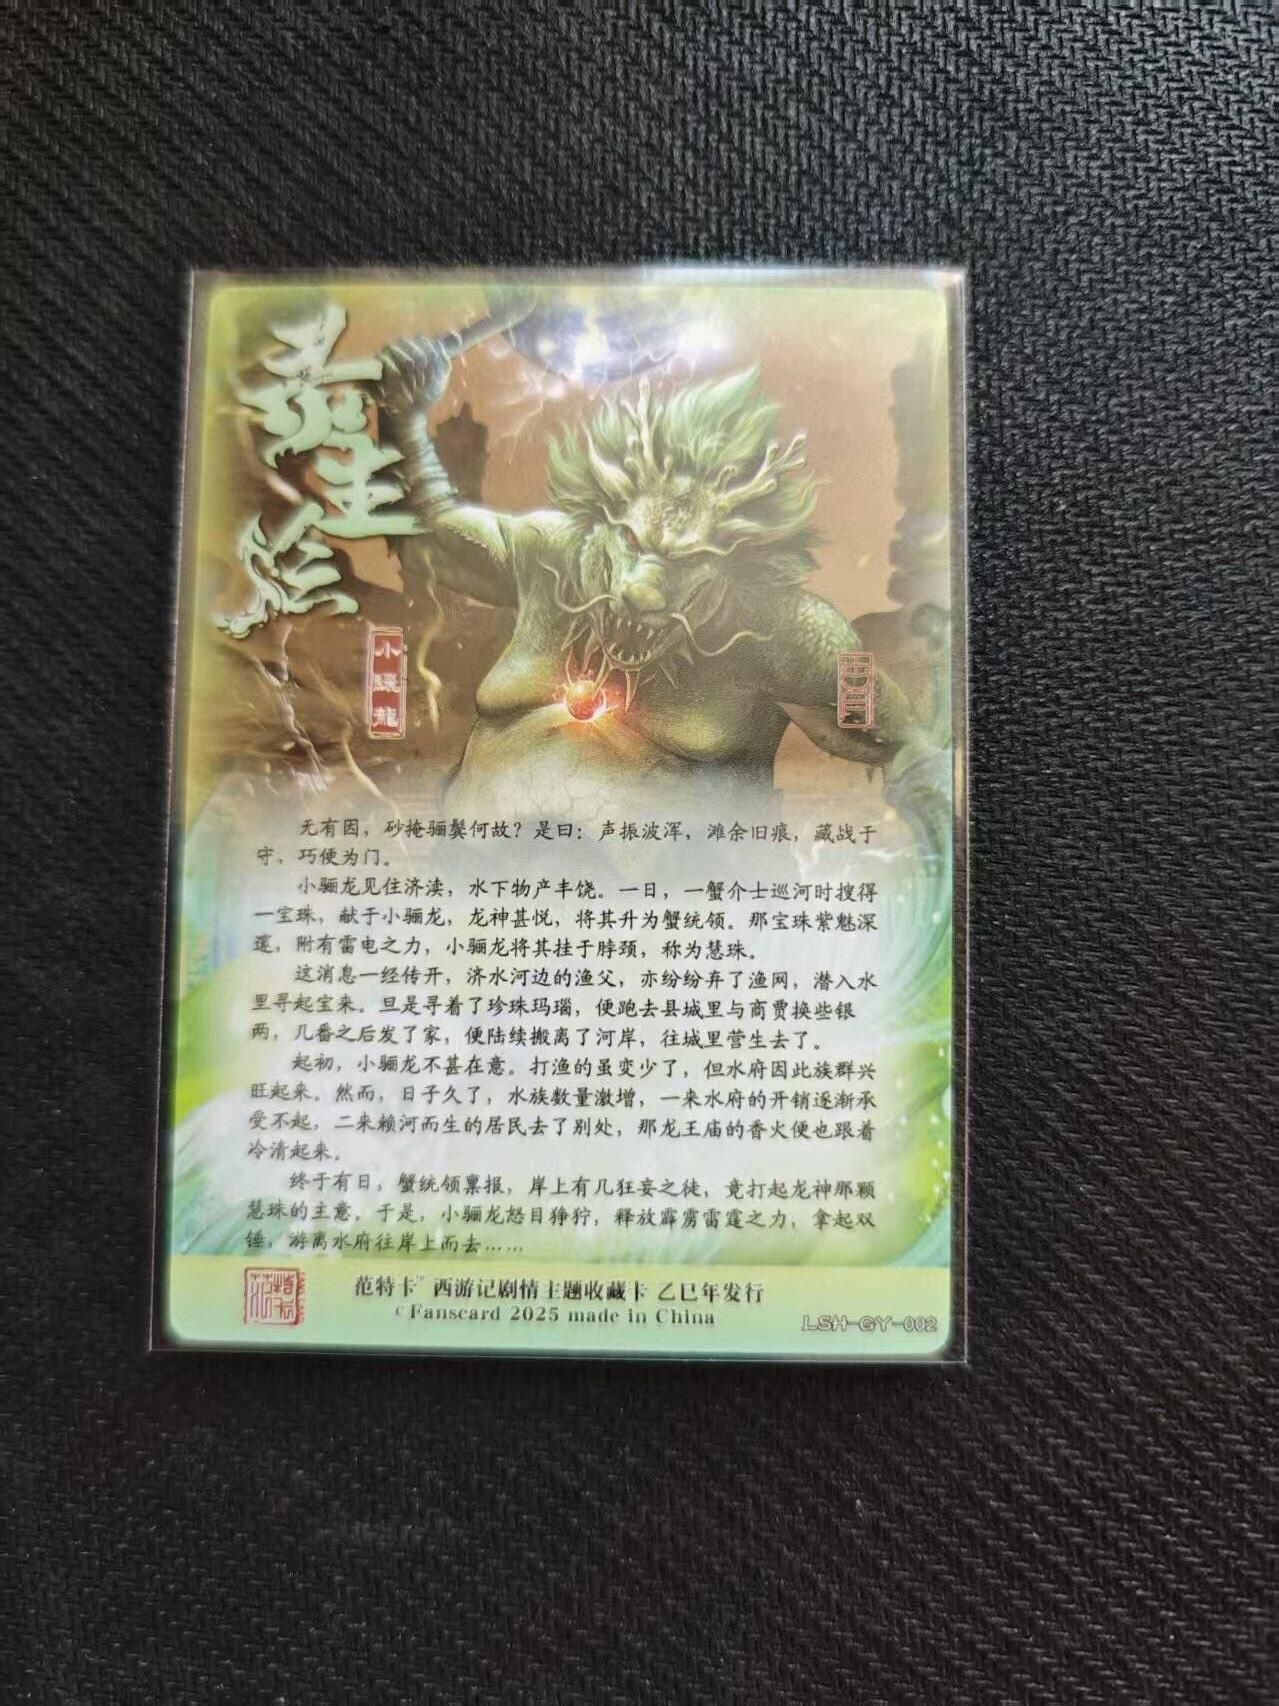 小驪龍
无有因，砂掩骊鬓何故？是曰：声振波浑，滩余旧痕，藏战于
守，巧便为门。
小骊龙见住济渎，水下物产丰饶。一日，一蟹介士巡河时搜得
一宝珠，献于小骊龙，龙神甚悦，将其升为蟹统领。那宝珠紫魅深
邃，附有雷电之力，小骊龙将其挂于脖颈，称为慧珠。
这消息一经传开，济水河边的渔父，亦纷纷弃了渔网，潜入水
里寻起宝来。旦是寻着了珍珠玛瑙，便跑去县城里与商贾换些银
两，几番之后发了家，便陆续搬离了河岸，往城里营生去了。
起初，小骊龙不甚在意。打渔的虽变少了，但水府因此族群兴
旺起来。然而，日子久了，水族数量激增，一来水府的开销逐渐承
受不起，二来赖河而生的居民去了别处，那龙王庙的香火便也跟着
冷清起来。
终于有日，蟹统领禀报，岸上有几狂妄之徒，竟打起龙神那颗
慧珠的主意。于是，小骊龙怒目狰狞，释放霹雳雷霆之力，拿起双
锤，游离水府往岸上而去……
范特卡™ 西游记剧情主题收藏卡 乙巳年发行
©Fanscard 2025 made in China
LSH-GY-002